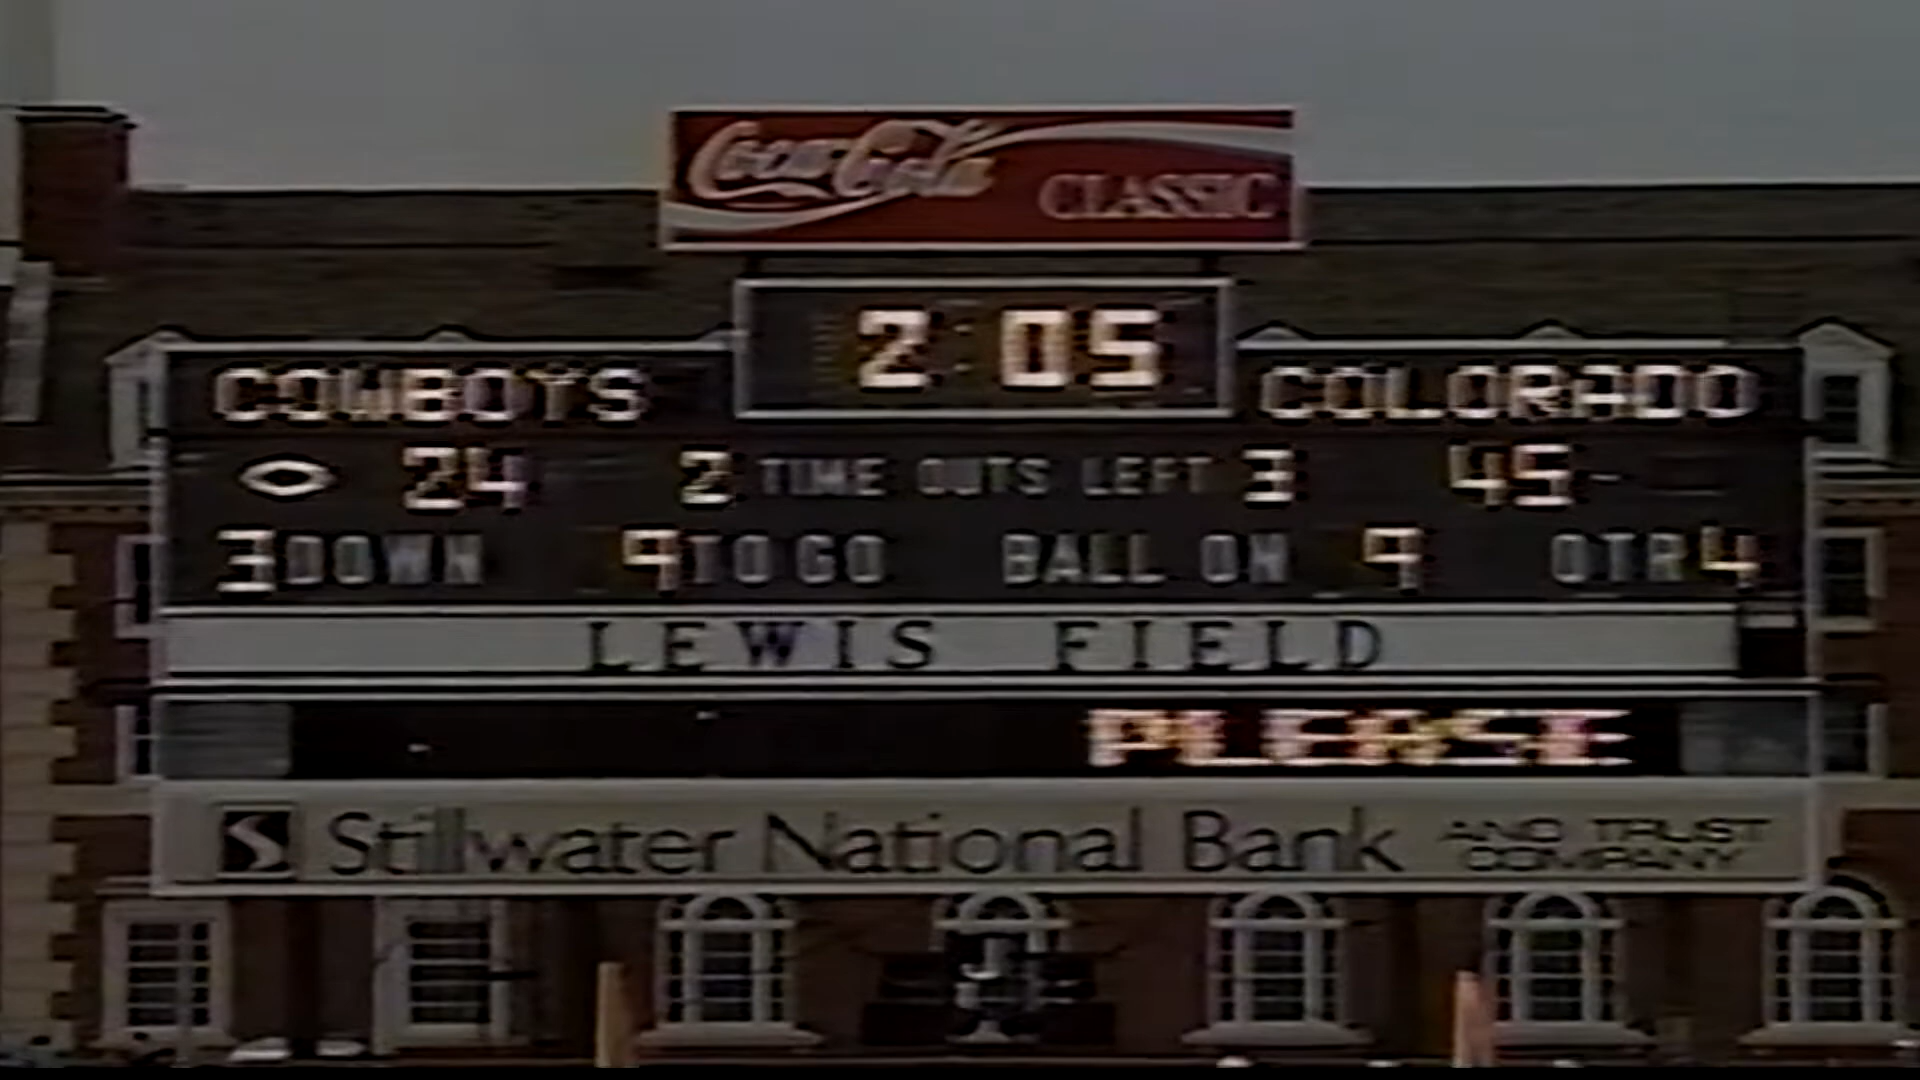 Coca-Cola CLASSIC
2:05
COWBOYS COLORADO
24 2 TIME OUTS LEFT 3 45
3 DOWN 9 TO GO BALL ON 9 QTR 4
LEWIS FIELD
PLEASE
Stillwater National Bank AND TRUST COMPANY